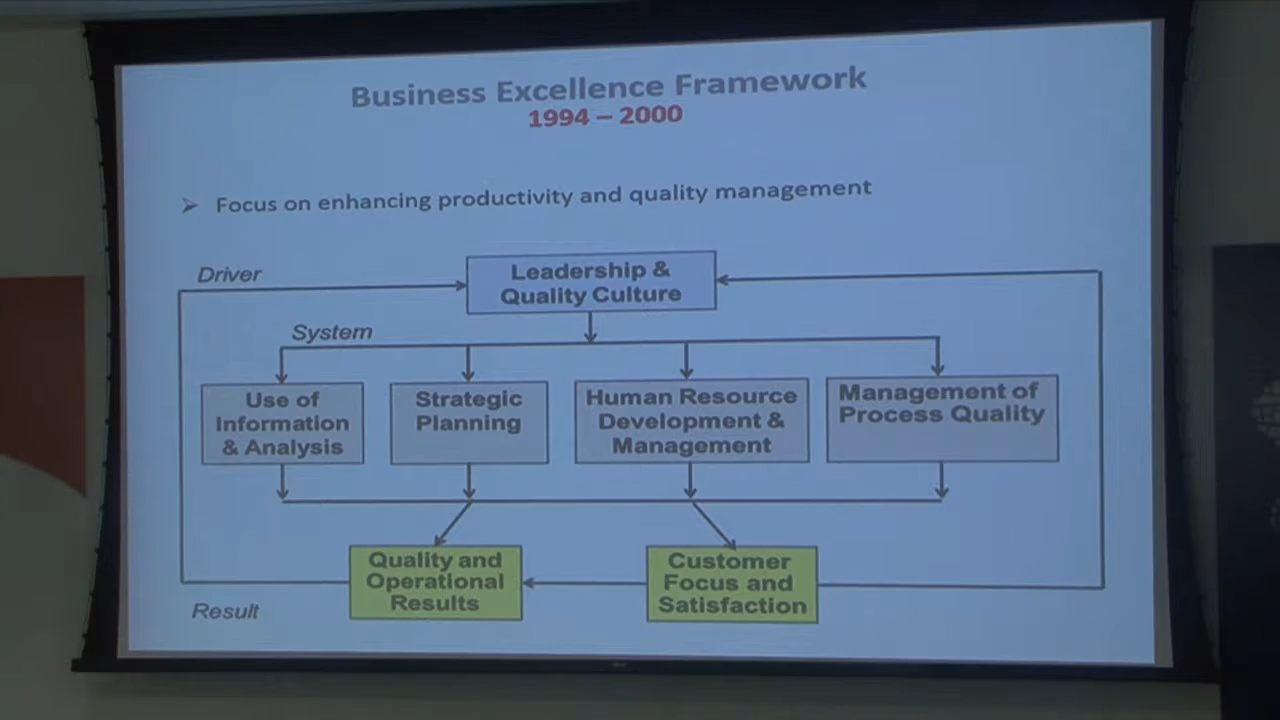 Business Excellence Framework
1994 – 2000
➢ Focus on enhancing productivity and quality management
Driver
Leadership &
Quality Culture
System
Use of
Information
& Analysis
Strategic
Planning
Human Resource
Development &
Management
Management of
Process Quality
Quality and
Operational
Results
Customer
Focus and
Satisfaction
Result